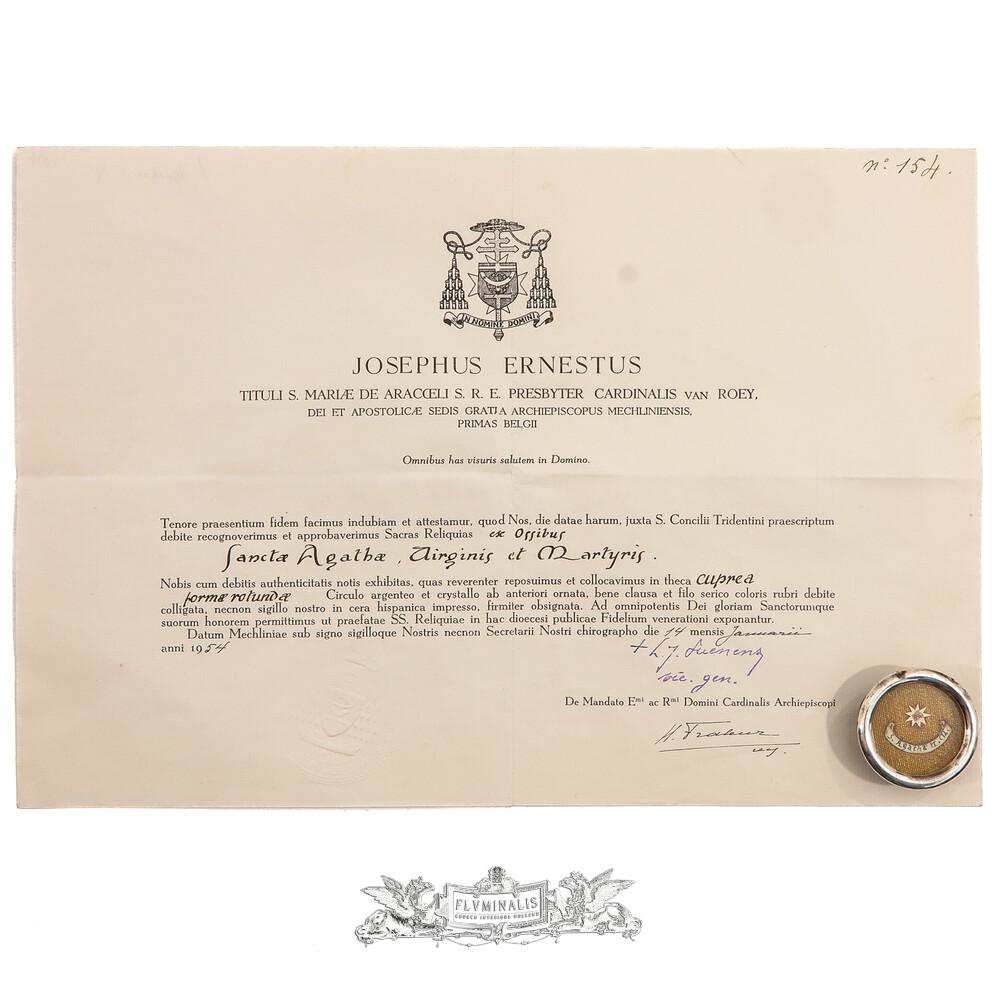 nº 154.
IN NOMINE DOMINI
JOSEPHUS ERNESTUS
TITULI S. MARIÆ DE ARACŒLI S. R. E. PRESBYTER CARDINALIS VAN ROEY,
DEI ET APOSTOLICÆ SEDIS GRATIA ARCHIEPISCOPUS MECHLINIENSIS,
PRIMAS BELGII
Omnibus has visuris salutem in Domino.
Tenore praesentium fidem facimus indubiam et attestamur, quod Nos, die datae harum, juxta S. Concilii Tridentini praescriptum
debite recognoverimus et approbaverimus Sacras Reliquias ex Ossibus
Sanctæ Agathæ, Virginis et Martyris.
Nobis cum debitis authenticitatis notis exhibitas, quas reverenter reposuimus et collocavimus in theca cuprea
formæ rotundæ Circulo argenteo et crystallo ab anteriori ornata, bene clausa et filo serico coloris rubri debite
colligata, necnon sigillo nostro in cera hispanica impresso, firmiter obsignata. Ad omnipotentis Dei gloriam Sanctorumque
suorum honorem permittimus ut praefatae SS. Reliquiae in hac dioecesi publicae Fidelium venerationi exponantur.
Datum Mechliniae sub signo sigilloque Nostris necnon Secretarii Nostri chirographo die 14 mensis Januarii
anni 1954
+ L. J. Suenens
vic. gen.
De Mandato Eᵐⁱ ac Rᵐⁱ Domini Cardinalis Archiepiscopi
S. Agathæ
FLVMINALIS